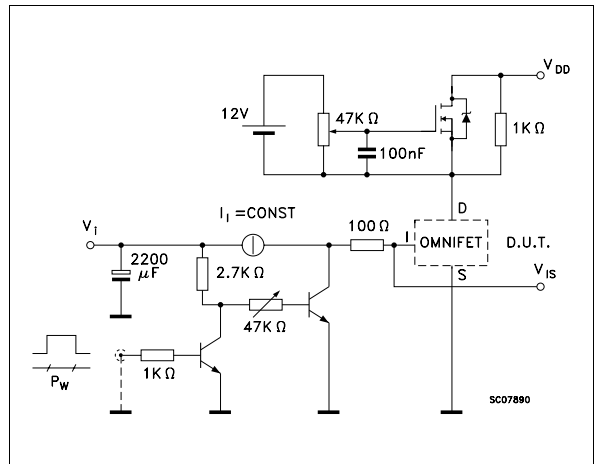 V DD
12V
47K Ω
1K Ω
100nF
D
I I =CONST
V i
100 Ω
I
OMNIFET
D.U.T.
2200
µF
2.7K Ω
S
V IS
47K Ω
1K Ω
P W
SC07890